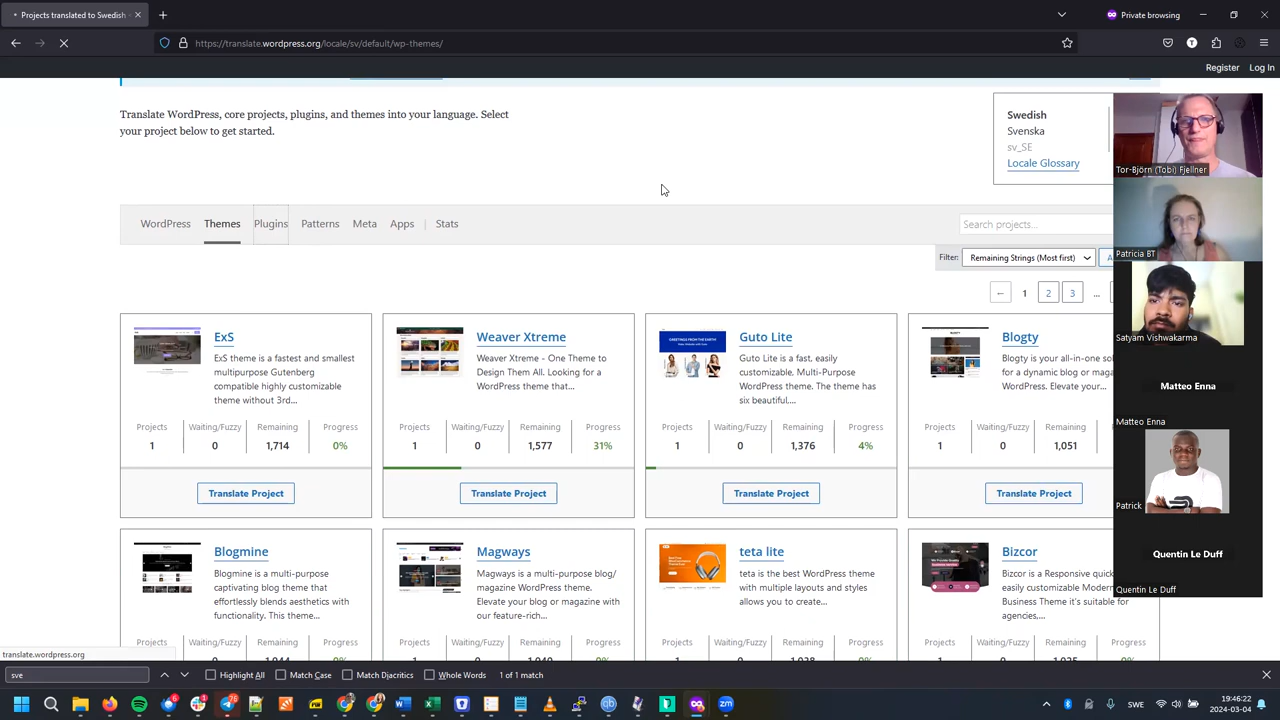 Projects translated to Swedish
Private browsing
https://translate.wordpress.org/locale/sv/default/wp-themes/
Register Log In
Translate WordPress, core projects, plugins, and themes into your language. Select
your project below to get started.
Swedish
Svenska
sv_SE
Locale Glossary
WordPress Themes Plugins Patterns Meta Apps Stats
Search projects...
Filter: Remaining Strings (Most first)
← 1 2 3 ...
ExS
ExS theme is a fastest and smallest
multipurpose Gutenberg
compatible highly customizable
theme without 3rd...
Projects Waiting/Fuzzy Remaining Progress
1 0 1,714 0%
Translate Project
Weaver Xtreme
Weaver Xtreme - One Theme to
Design Them All. Looking for a
WordPress theme that...
Projects Waiting/Fuzzy Remaining Progress
1 0 1,577 31%
Translate Project
Guto Lite
Guto Lite is a fast, easily
customizable, Multi-Purpose
WordPress theme. The theme has
six beautiful,...
Projects Waiting/Fuzzy Remaining Progress
1 0 1,376 4%
Translate Project
Blogty
Blogty is your all-in-one
for a dynamic blog or
WordPress. Elevate your...
Projects Waiting/Fuzzy Remaining
1 0 1,051
Translate Project
Blogmine
Blogmine is a multi-purpose
captivating blog theme that
effortlessly blends aesthetics with
functionality. This theme...
Projects Waiting/Fuzzy Remaining Progress
Magways
Magways is a multi-purpose blog/
magazine WordPress theme.
Elevate your blog or magazine with
our feature-rich...
Projects Waiting/Fuzzy Remaining Progress
teta lite
teta is the best WordPress theme
with multiple layouts and styles
allows you to create...
Projects Waiting/Fuzzy Remaining Progress
Bizcor
Bizcor is a Responsive
easily customizable
Business Theme it's suitable for
agencies,...
Projects Waiting/Fuzzy Remaining
Tor-Björn (Tobi) Fjellner
Patricia BT
Satyam Vishwakarma
Matteo Enna
Matteo Enna
Patrick
Quentin Le Duff
Quentin Le Duff
translate.wordpress.org
sve
Highlight All Match Case Match Diacritics Whole Words 1 of 1 match
SWE
19:46:22
2024-03-04